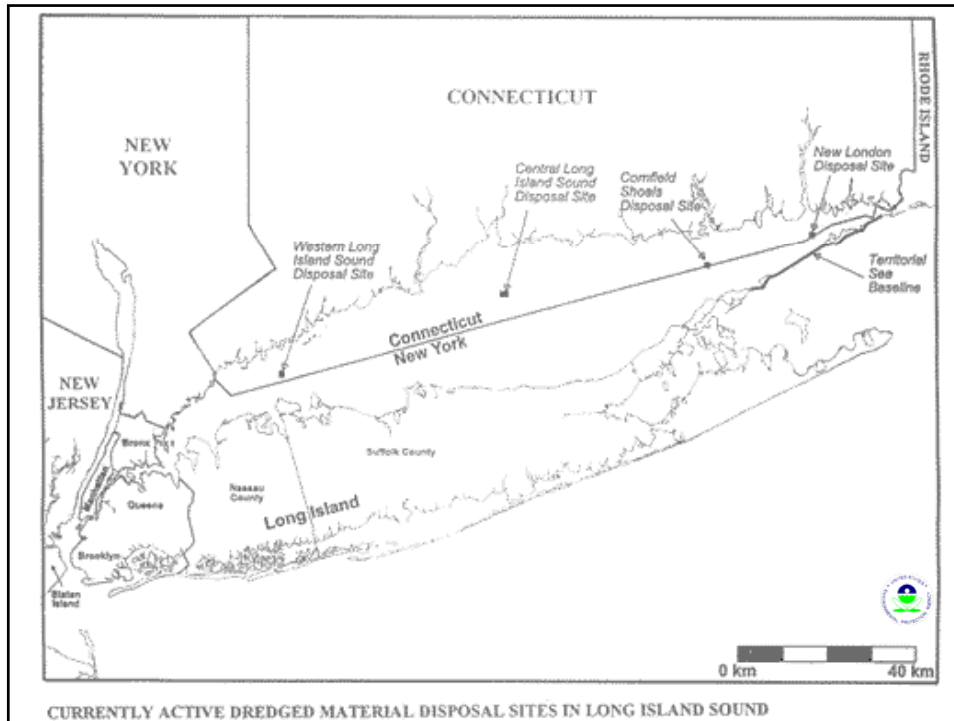 CONNECTICUT
RHODE ISLAND
NEW
YORK
New London
Disposal Site
Central Long
Island Sound
Disposal Site
Cornfield
Shoals
Disposal Site
Western Long
Island Sound
Disposal Site
Territorial
Sea
Baseline
Connecticut
New York
NEW
JERSEY
Bronx
Manhattan
Queens
Nassau
County
Suffolk County
Long Island
Brooklyn
Staten
Island
0 km
40 km
CURRENTLY ACTIVE DREDGED MATERIAL DISPOSAL SITES IN LONG ISLAND SOUND